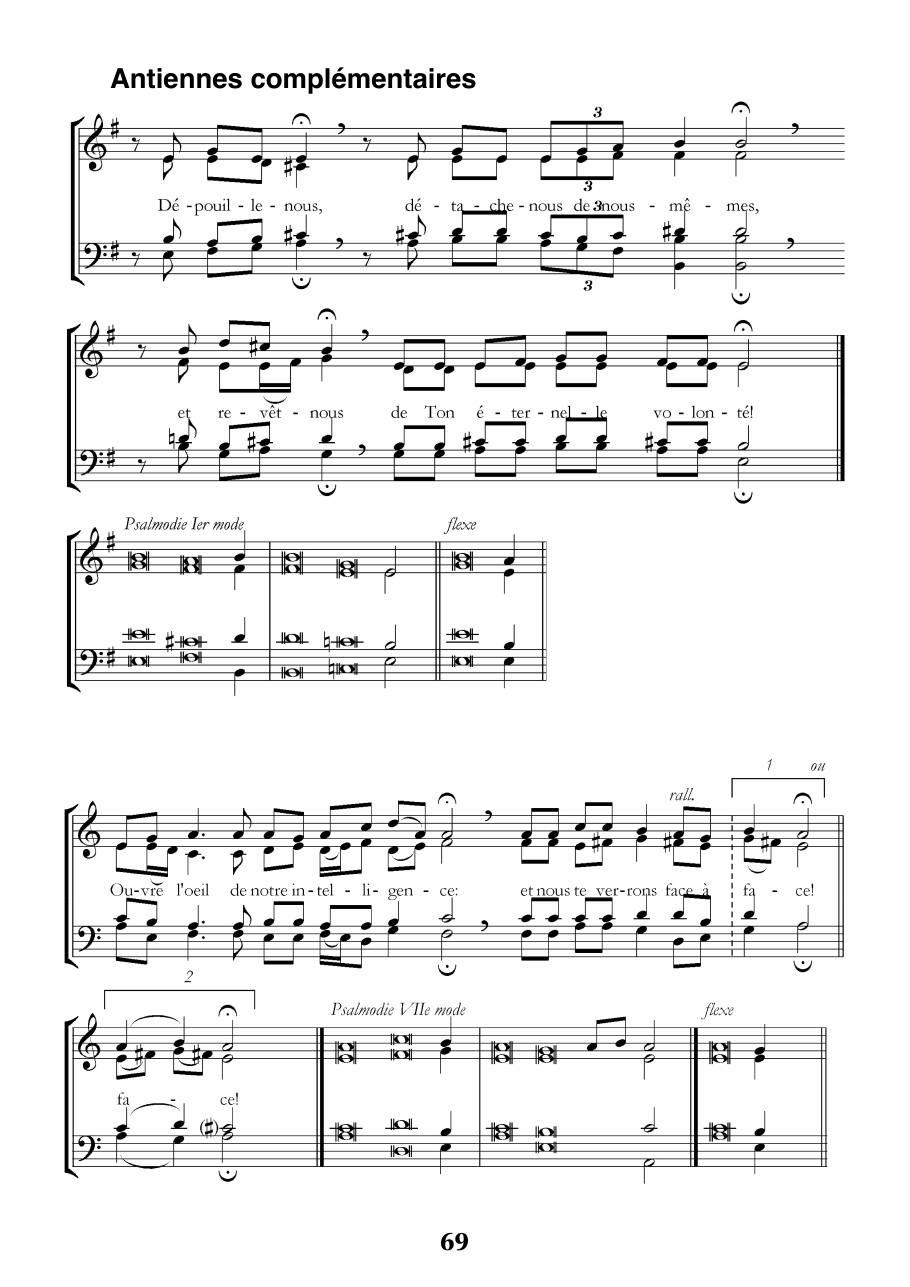 Antiennes complémentaires
3
Dé - pouil - le - nous, dé - ta - che - nous de nous - mê - mes,
3
3
3
et re - vêt - nous de Ton é - ter - nel - le vo - lon - té!
Psalmodie Ier mode flexe
1 ou
rall.
Ou-vre l'oeil de notre in-tel - li - gen - ce: et nous te ver-rons face à fa - ce!
2
Psalmodie VIIe mode flexe
fa - ce!
69